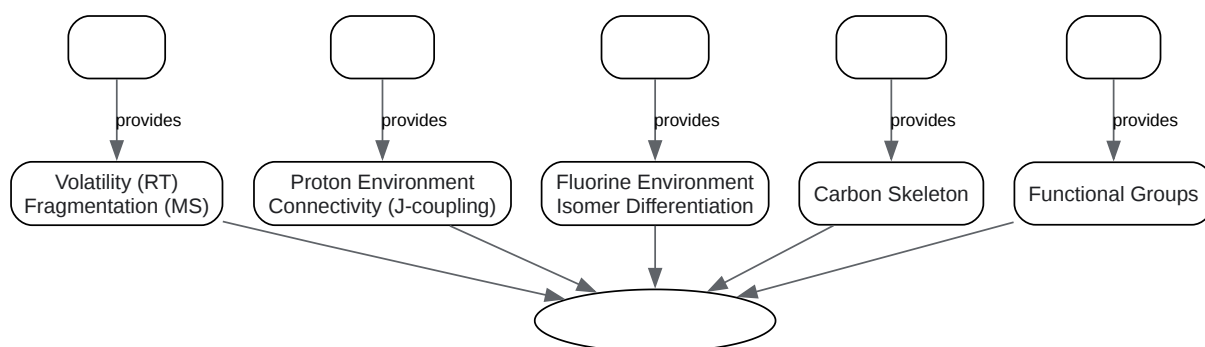 provides
provides
provides
provides
provides
Volatility (RT)
Fragmentation (MS)
Proton Environment
Connectivity (J-coupling)
Fluorine Environment
Isomer Differentiation
Carbon Skeleton
Functional Groups